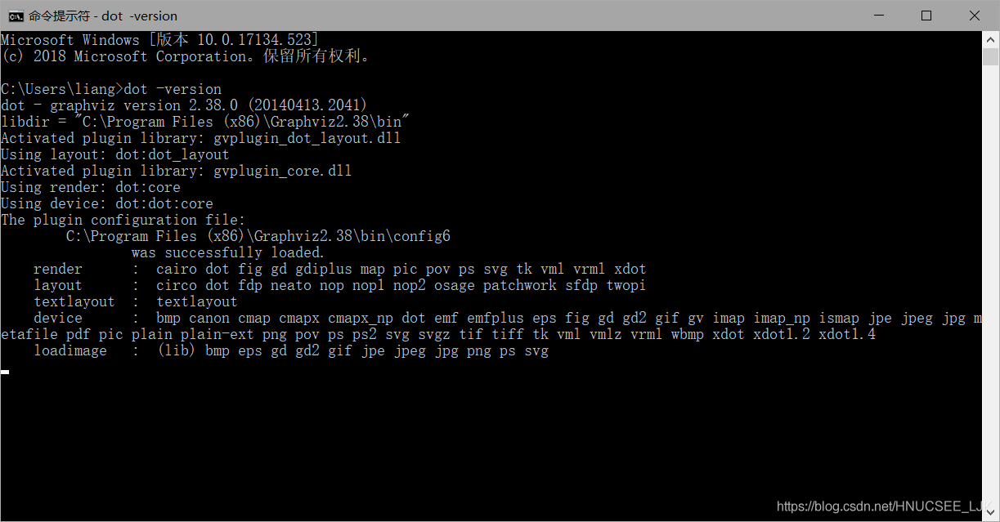 命令提示符 - dot -version
Microsoft Windows [版本 10.0.17134.523]
(c) 2018 Microsoft Corporation。保留所有权利。
C:\Users\liang>dot -version
dot - graphviz version 2.38.0 (20140413.2041)
libdir = "C:\Program Files (x86)\Graphviz2.38\bin"
Activated plugin library: gvplugin_dot_layout.dll
Using layout: dot:dot_layout
Activated plugin library: gvplugin_core.dll
Using render: dot:core
Using device: dot:dot:core
The plugin configuration file:
C:\Program Files (x86)\Graphviz2.38\bin\config6
was successfully loaded.
render : cairo dot fig gd gdiplus map pic pov ps svg tk vml vrml xdot
layout : circo dot fdp neato nop nop1 nop2 osage patchwork sfdp twopi
textlayout : textlayout
device : bmp canon cmap cmapx cmapx_np dot emf emfplus eps fig gd gd2 gif gv imap imap_np ismap jpe jpeg jpg m
etafile pdf pic plain plain-ext png pov ps ps2 svg svgz tif tiff tk vml vmlz vrml wbmp xdot xdot1.2 xdot1.4
loadimage : (lib) bmp eps gd gd2 gif jpe jpeg jpg png ps svg
https://blog.csdn.net/HNUCSEE_LJK